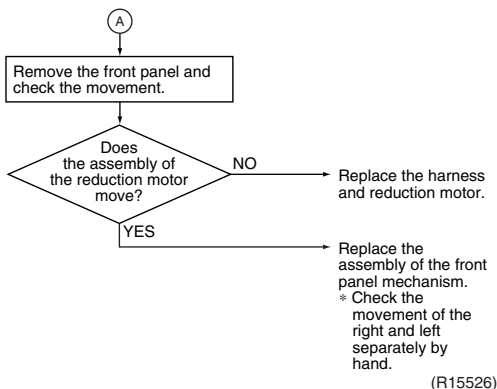 A
Remove the front panel and
check the movement.
Does
the assembly of
the reduction motor
move?
NO
Replace the harness
and reduction motor.
YES
Replace the
assembly of the front
panel mechanism.
* Check the
movement of the
right and left
separately by
hand.
(R15526)